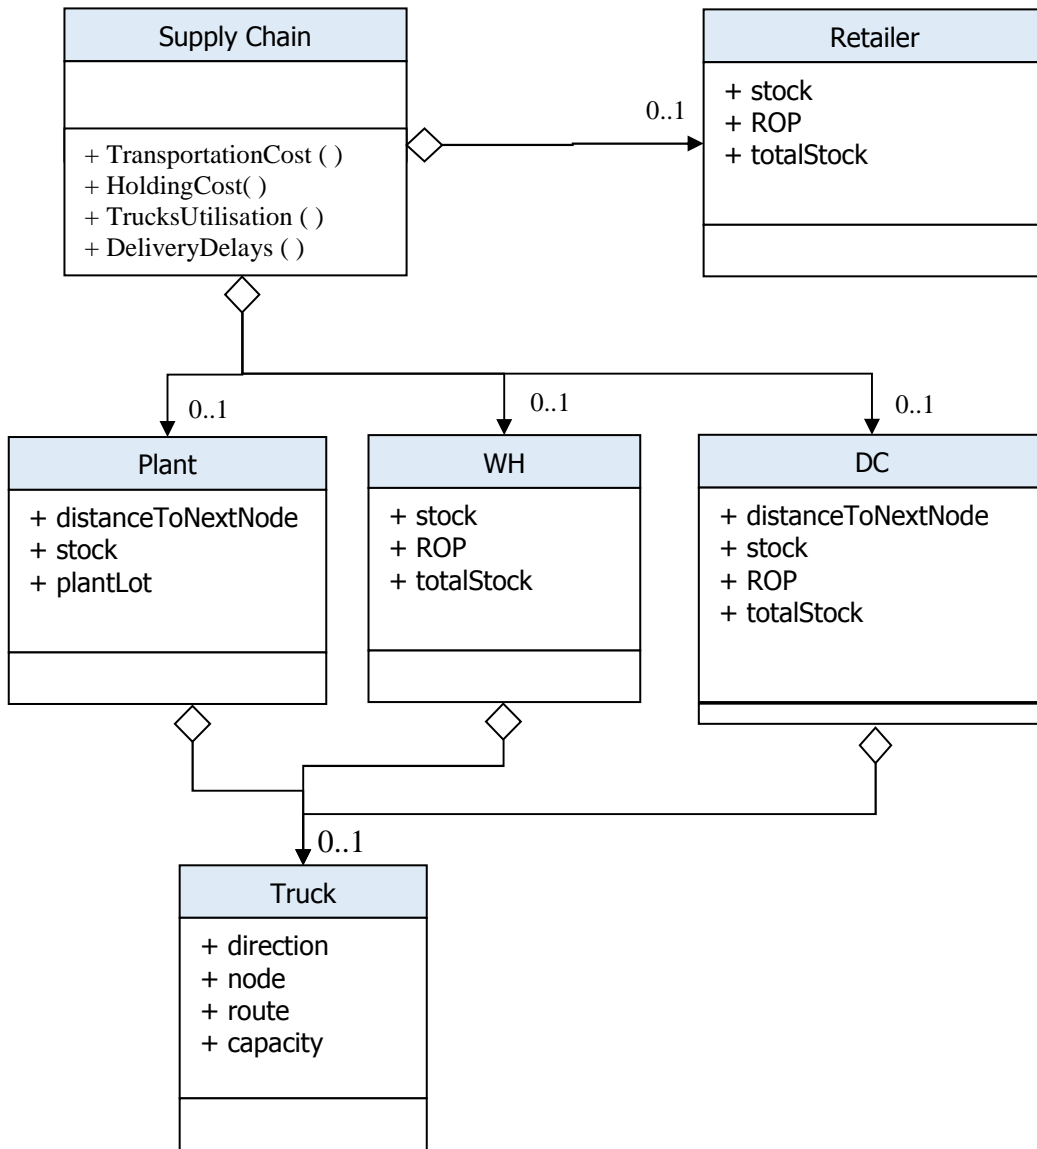 Supply Chain
+ TransportationCost ( )
+ HoldingCost( )
+ TrucksUtilisation ( )
+ DeliveryDelays ( )
0..1
Retailer
+ stock
+ ROP
+ totalStock
0..1
0..1
0..1
Plant
+ distanceToNextNode
+ stock
+ plantLot
WH
+ stock
+ ROP
+ totalStock
DC
+ distanceToNextNode
+ stock
+ ROP
+ totalStock
0..1
Truck
+ direction
+ node
+ route
+ capacity